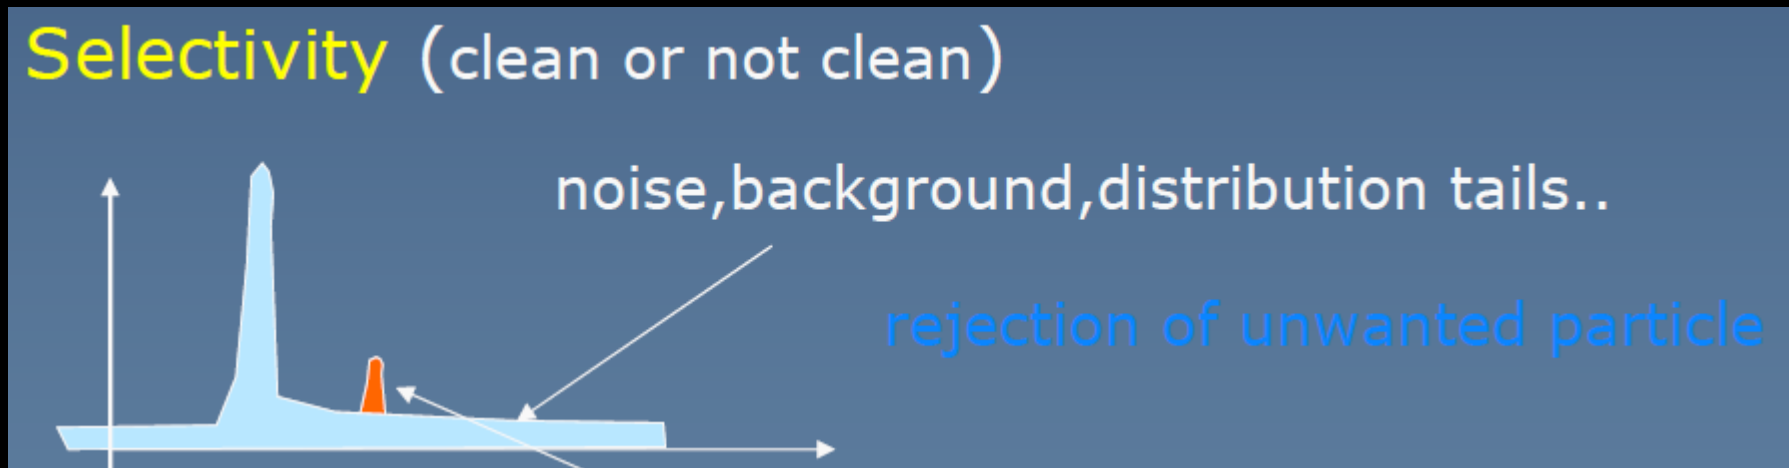 Selectivity (clean or not clean)
noise,background,distribution tails..
rejection of unwanted particle